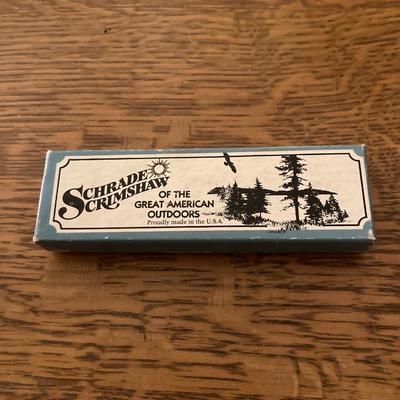 SCHRADE
SCRIMSHAW
OF THE
GREAT AMERICAN
OUTDOORS
Proudly made in the U.S.A.